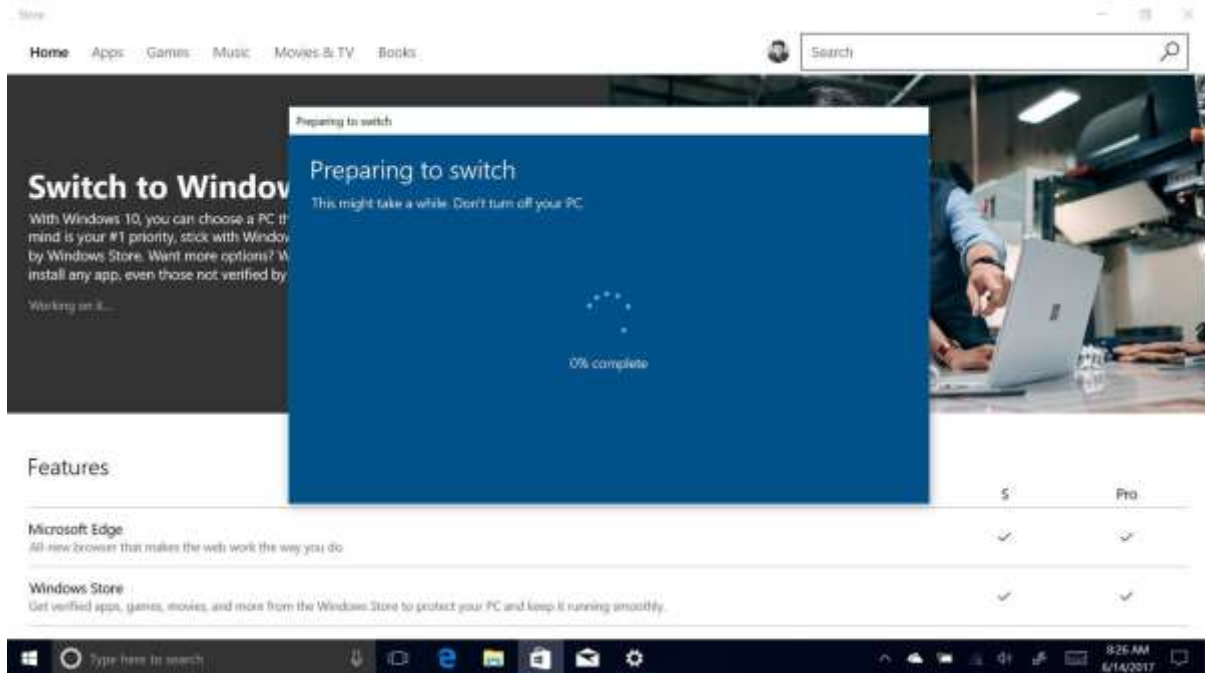 Store
Home Apps Games Music Movies & TV Books
Search
Preparing to switch
Preparing to switch
This might take a while. Don't turn off your PC
0% complete
Switch to Window
With Windows 10, you can choose a PC th
mind is your #1 priority, stick with Window
by Windows Store. Want more options? W
install any app, even those not verified by
Working on it...
Features
S Pro
Microsoft Edge
All-new browser that makes the web work the way you do
Windows Store
Get verified apps, games, movies, and more from the Windows Store to protect your PC and keep it running smoothly.
Type here to search
8:26 AM
6/14/2017